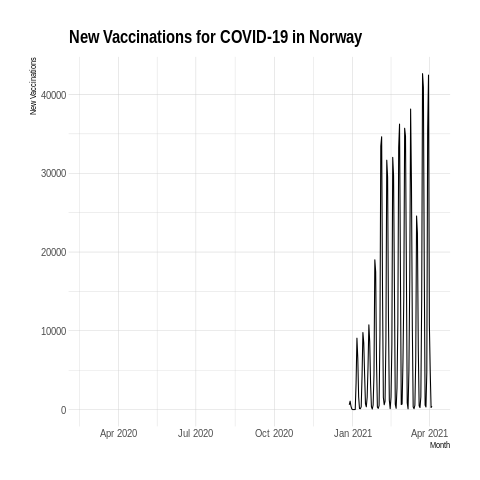 New Vaccinations for COVID-19 in Norway
New Vaccinations
40000
30000
20000
10000
0
Apr 2020 Jul 2020 Oct 2020 Jan 2021 Apr 2021
Month